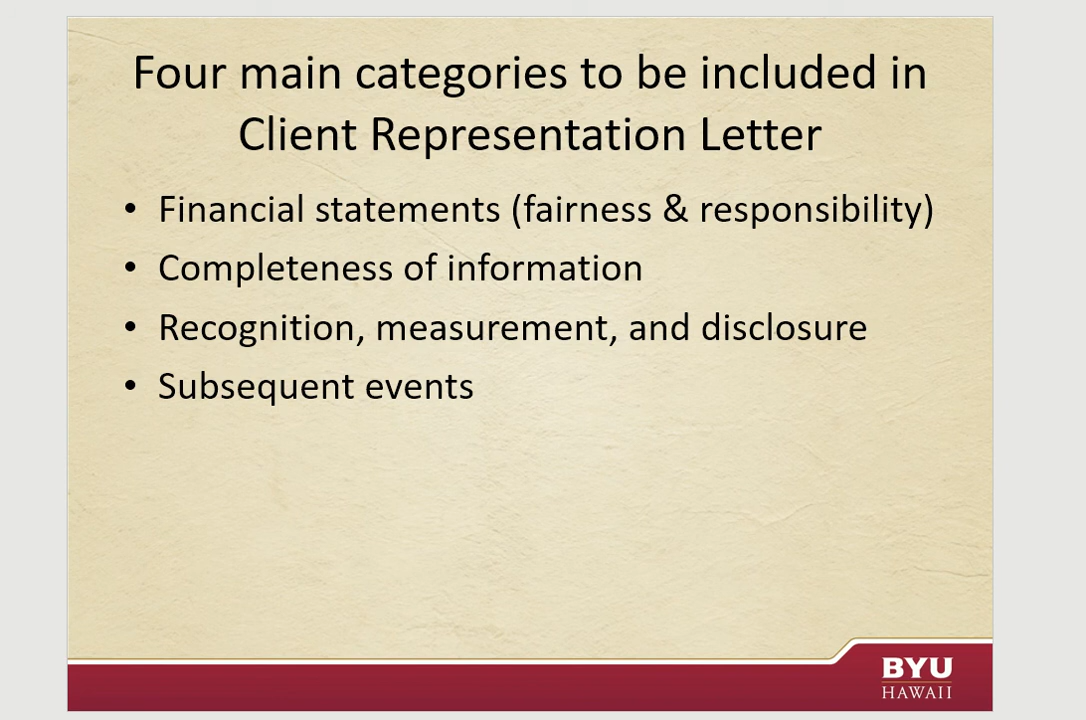 Four main categories to be included in
Client Representation Letter
• Financial statements (fairness & responsibility)
• Completeness of information
• Recognition, measurement, and disclosure
• Subsequent events
BYU
HAWAII